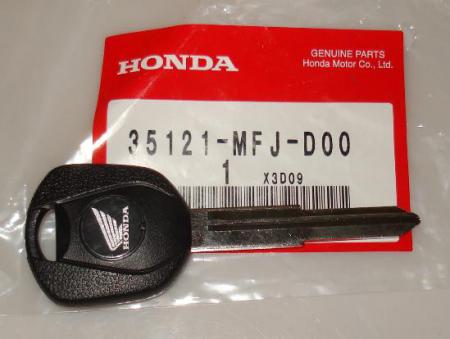 HONDA
GENUINE PARTS
Honda Motor Co., Ltd.
35121-MFJ-D00
1 X3D09
HONDA